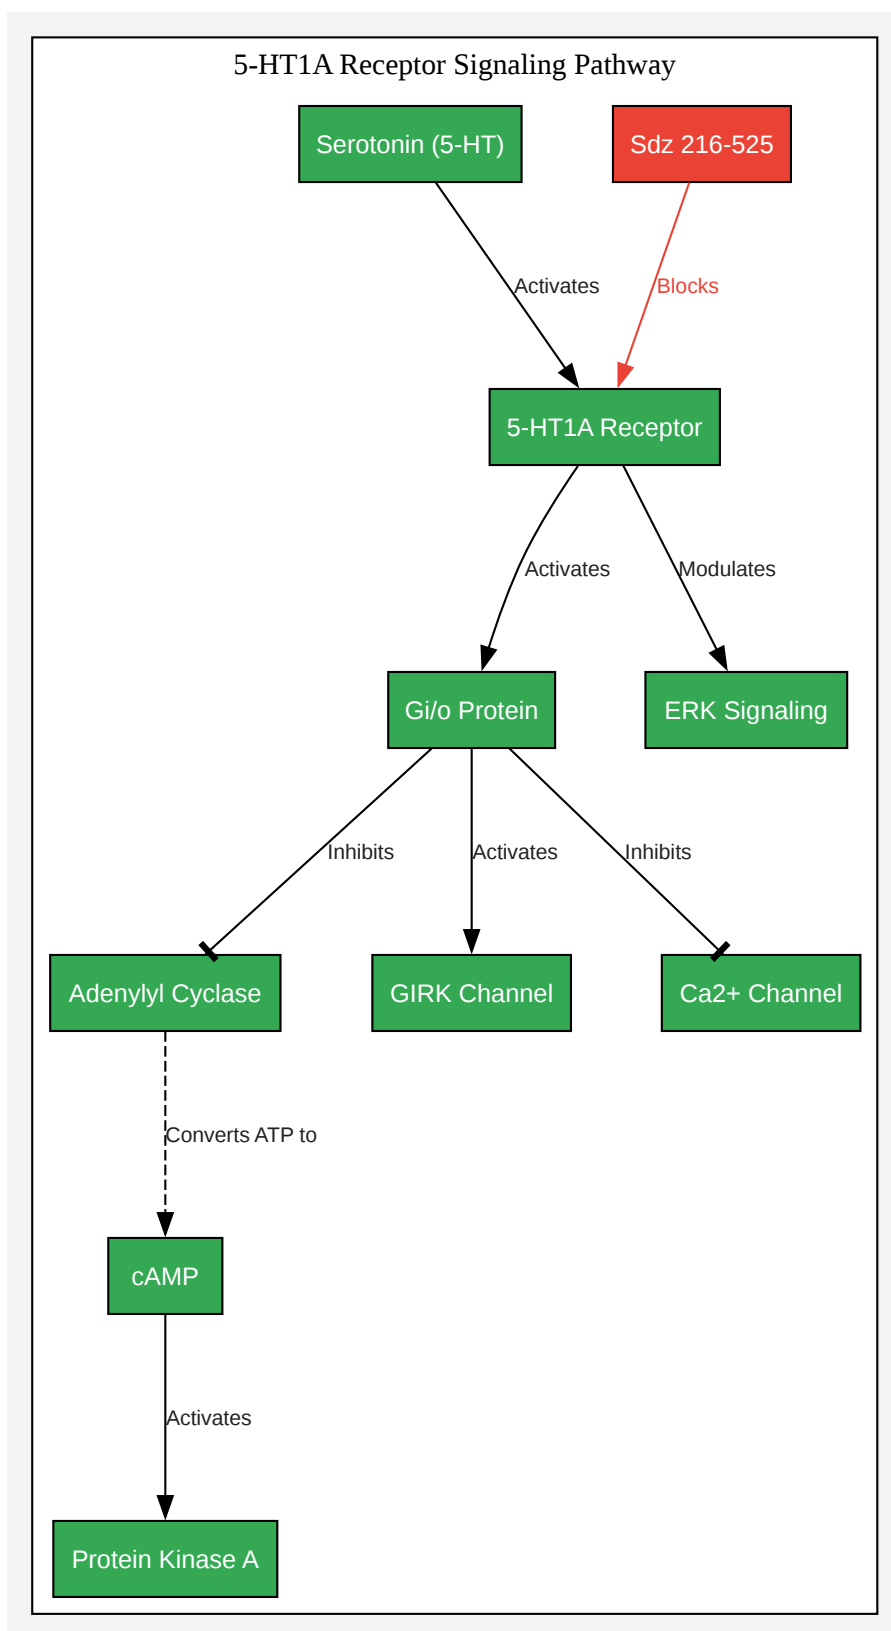 5-HT1A Receptor Signaling Pathway
Serotonin (5-HT)
Sdz 216-525
Activates
Blocks
5-HT1A Receptor
Activates
Modulates
Gi/o Protein
ERK Signaling
Inhibits
Activates
Inhibits
Adenylyl Cyclase
GIRK Channel
Ca2+ Channel
Converts ATP to
cAMP
Activates
Protein Kinase A